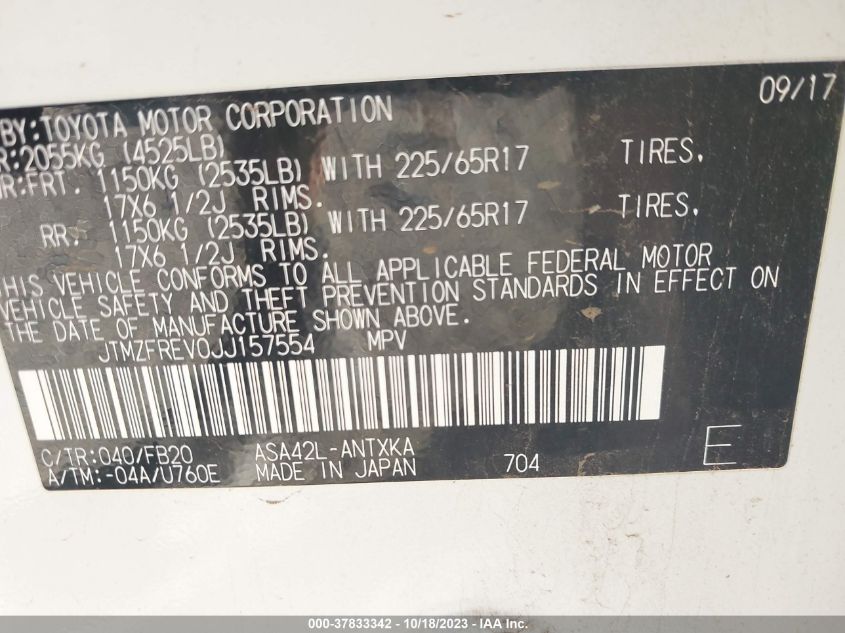 09/17
BY: TOYOTA MOTOR CORPORATION
R: 2055KG (4525LB)
R: FRT. 1150KG (2535LB) WITH 225/65R17 TIRES,
17X6 1/2J RIMS.
RR. 1150KG (2535LB) WITH 225/65R17 TIRES,
17X6 1/2J RIMS.
THIS VEHICLE CONFORMS TO ALL APPLICABLE FEDERAL MOTOR
VEHICLE SAFETY AND THEFT PREVENTION STANDARDS IN EFFECT ON
THE DATE OF MANUFACTURE SHOWN ABOVE.
JTMZFREV0JJ157554 MPV
C/TR: 040/FB20 ASA42L-ANTXKA
A/TM: -04A/U760E MADE IN JAPAN 704 E
000-37833342 - 10/18/2023 - IAA Inc.